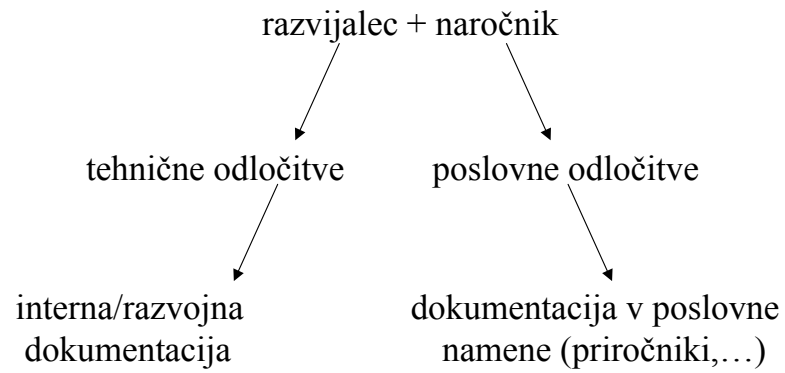 razvijalec + naročnik
tehnične odločitve
poslovne odločitve
interna/razvojna
dokumentacija
dokumentacija v poslovne
namene (priročniki,…)